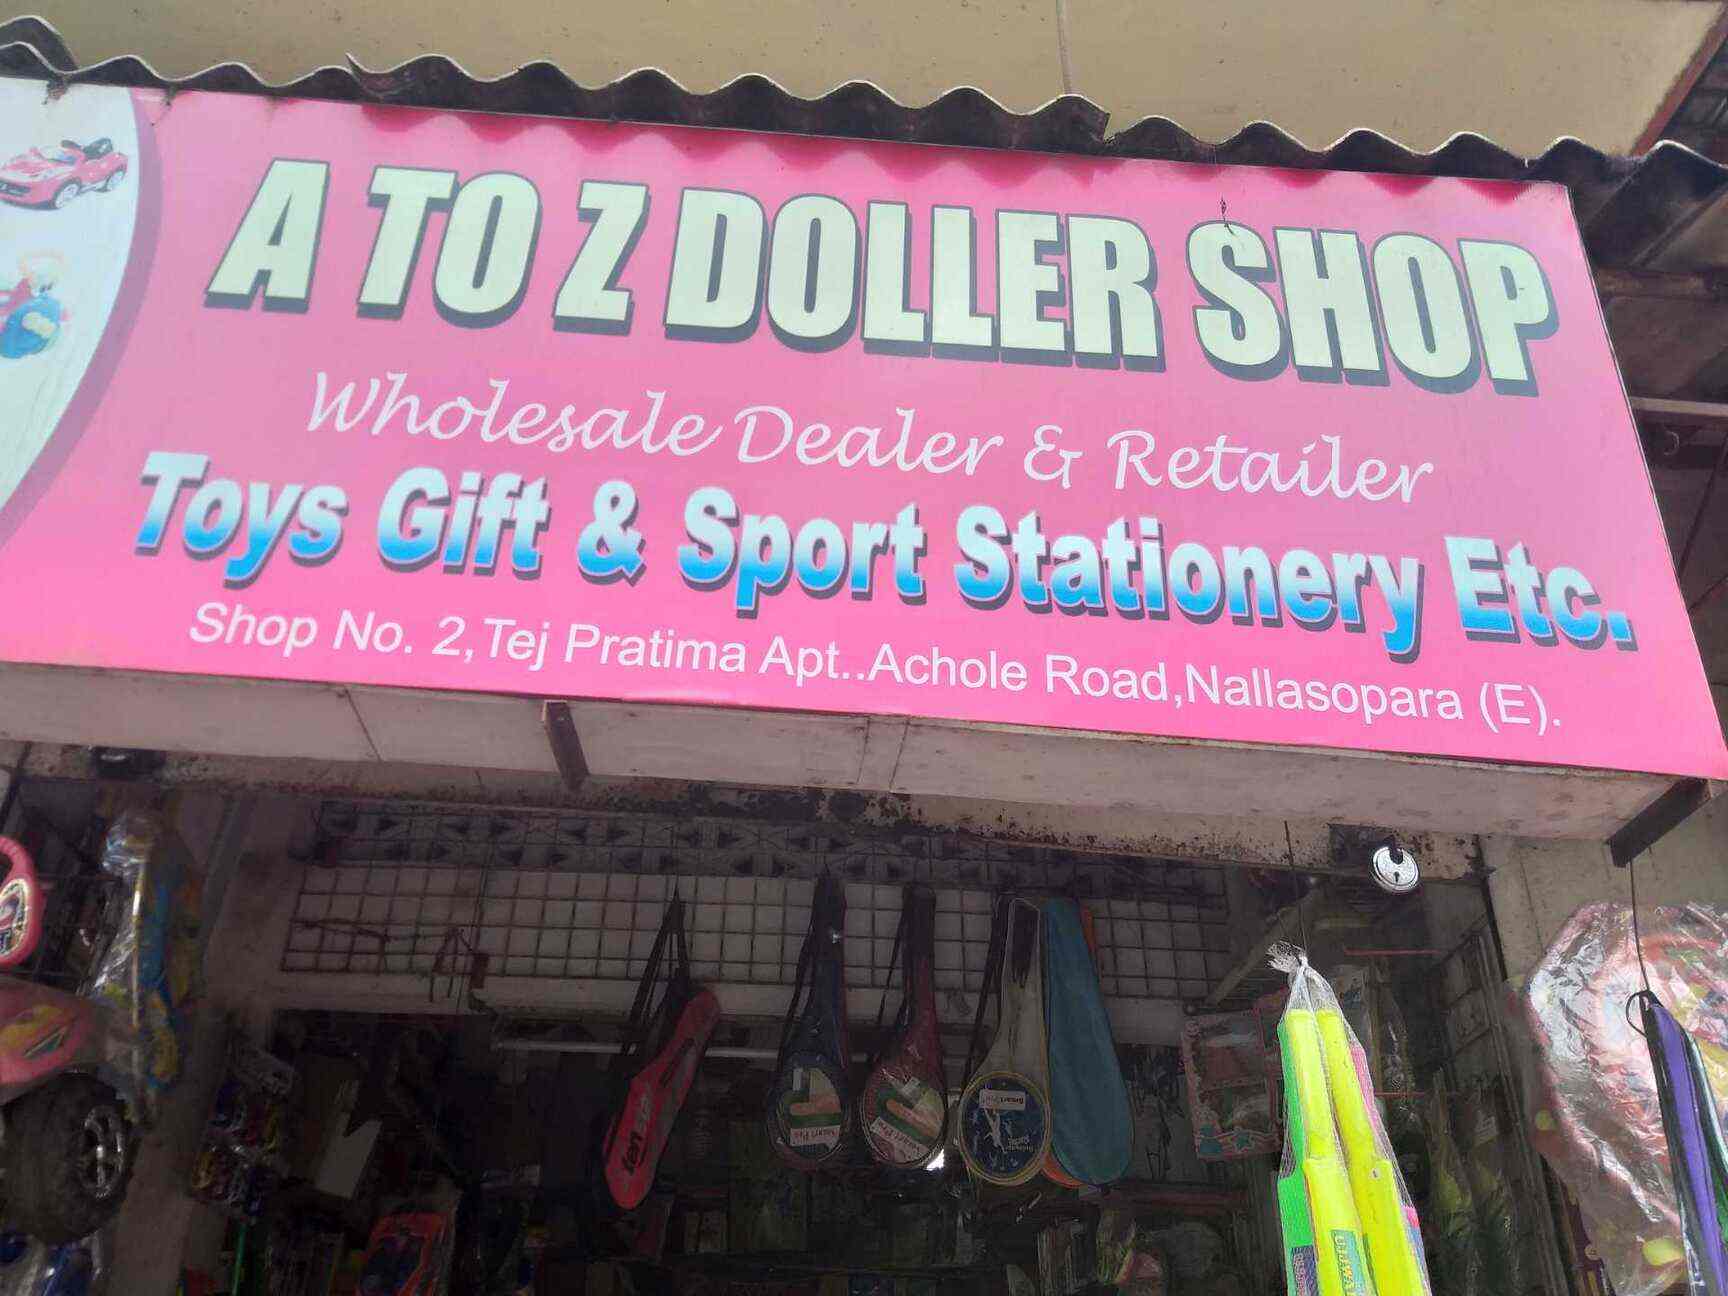 A TO Z DOLLER SHOP
Wholesale Dealer & Retailer
Toys Gift & Sport Stationery Etc.
Shop No. 2,Tej Pratima Apt..Achole Road,Nallasopara (E).